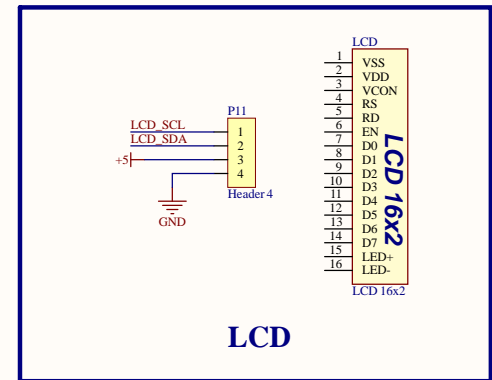 P11
LCD_SCL 1
LCD_SDA 2
+5 3
4
Header 4
GND
LCD
1 VSS
2 VDD
3 VCON
4 RS
5 RD
6 EN
7 D0
8 D1
9 D2
10 D3
11 D4
12 D5
13 D6
14 D7
15 LED+
16 LED-
LCD 16x2
LCD 16x2
LCD